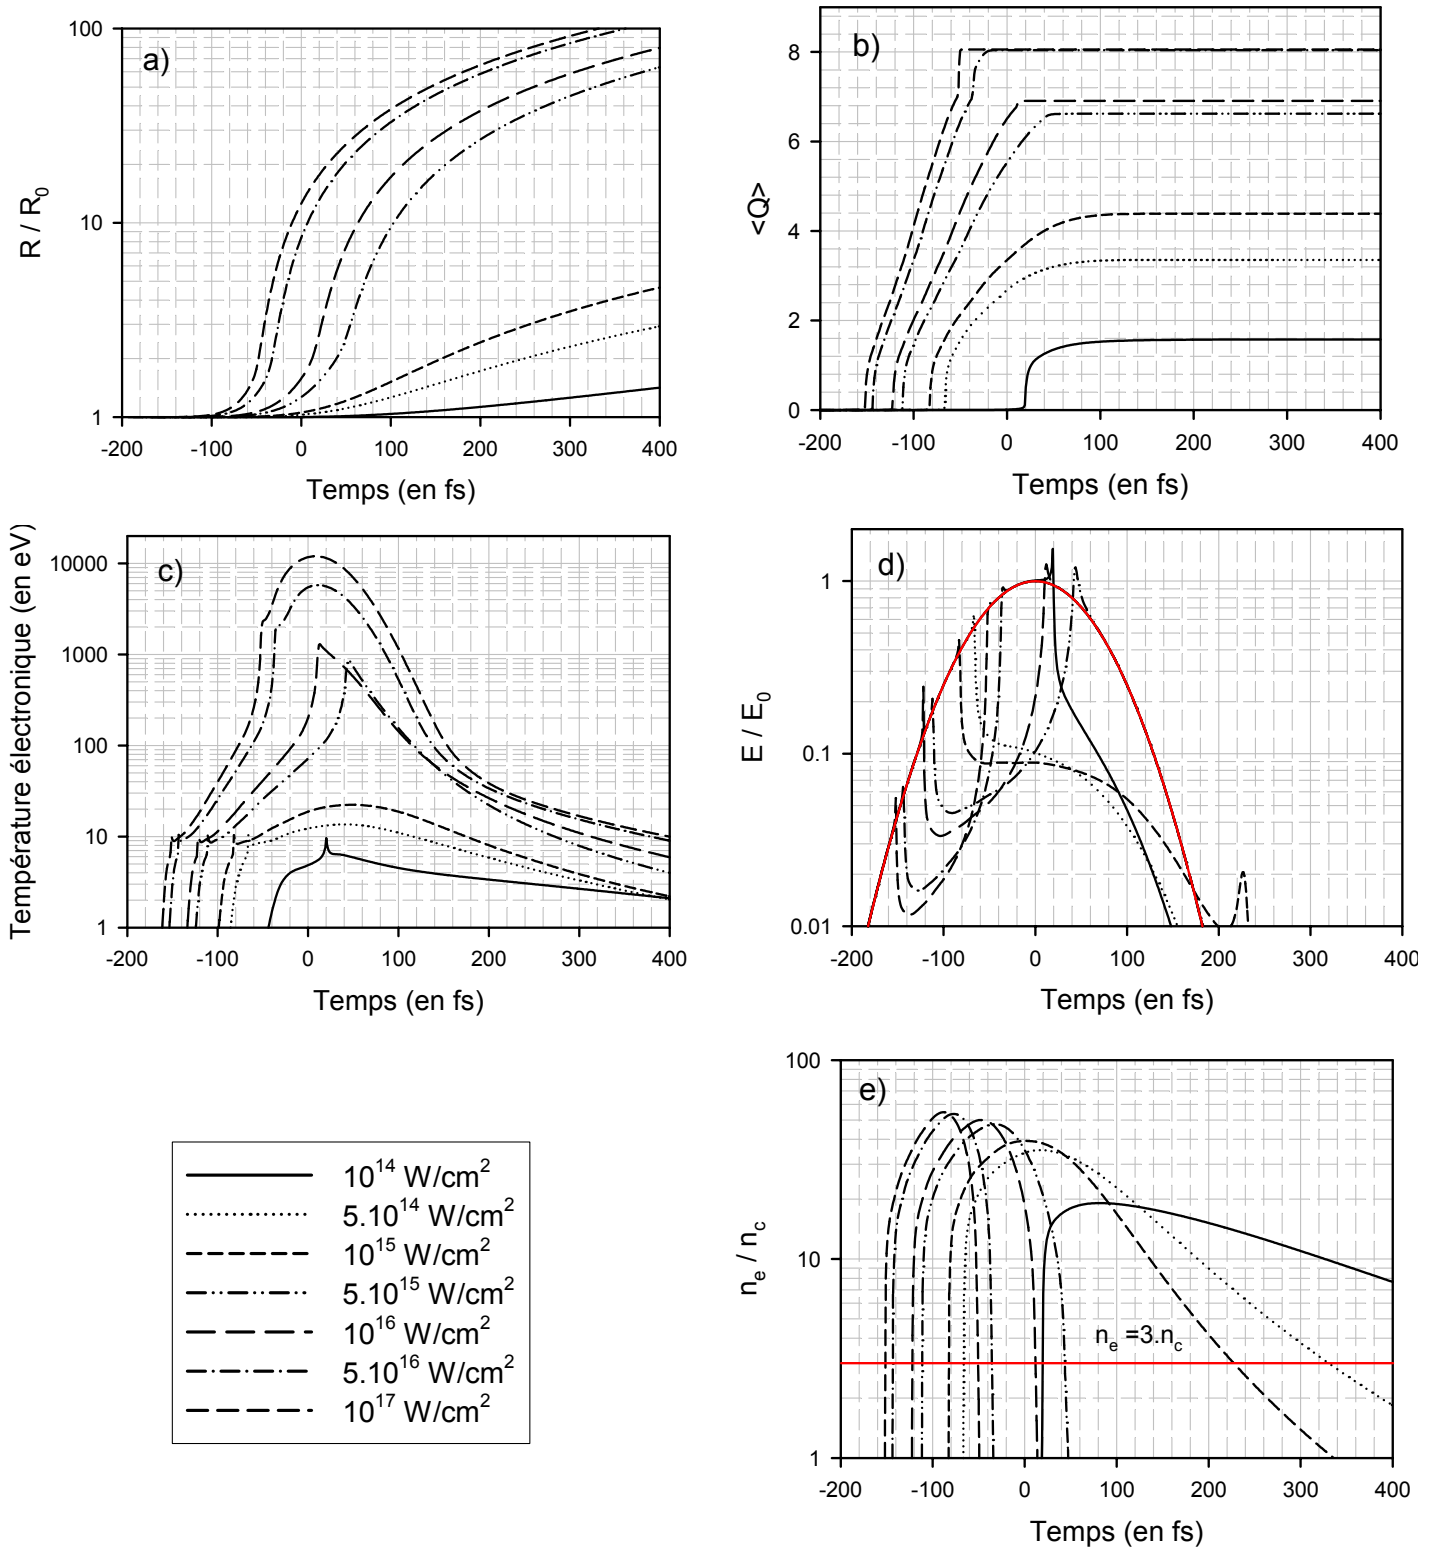 a)
R / R0
100
10
1
-200 -100 0 100 200 300 400
Temps (en fs)
b)
<Q>
8
6
4
2
0
-200 -100 0 100 200 300 400
Temps (en fs)
c)
Température électronique (en eV)
10000
1000
100
10
1
-200 -100 0 100 200 300 400
Temps (en fs)
d)
E / E0
1
0.1
0.01
-200 -100 0 100 200 300 400
Temps (en fs)
10^14 W/cm^2
5.10^14 W/cm^2
10^15 W/cm^2
5.10^15 W/cm^2
10^16 W/cm^2
5.10^16 W/cm^2
10^17 W/cm^2
e)
ne / nc
100
10
1
ne =3.nc
-200 -100 0 100 200 300 400
Temps (en fs)